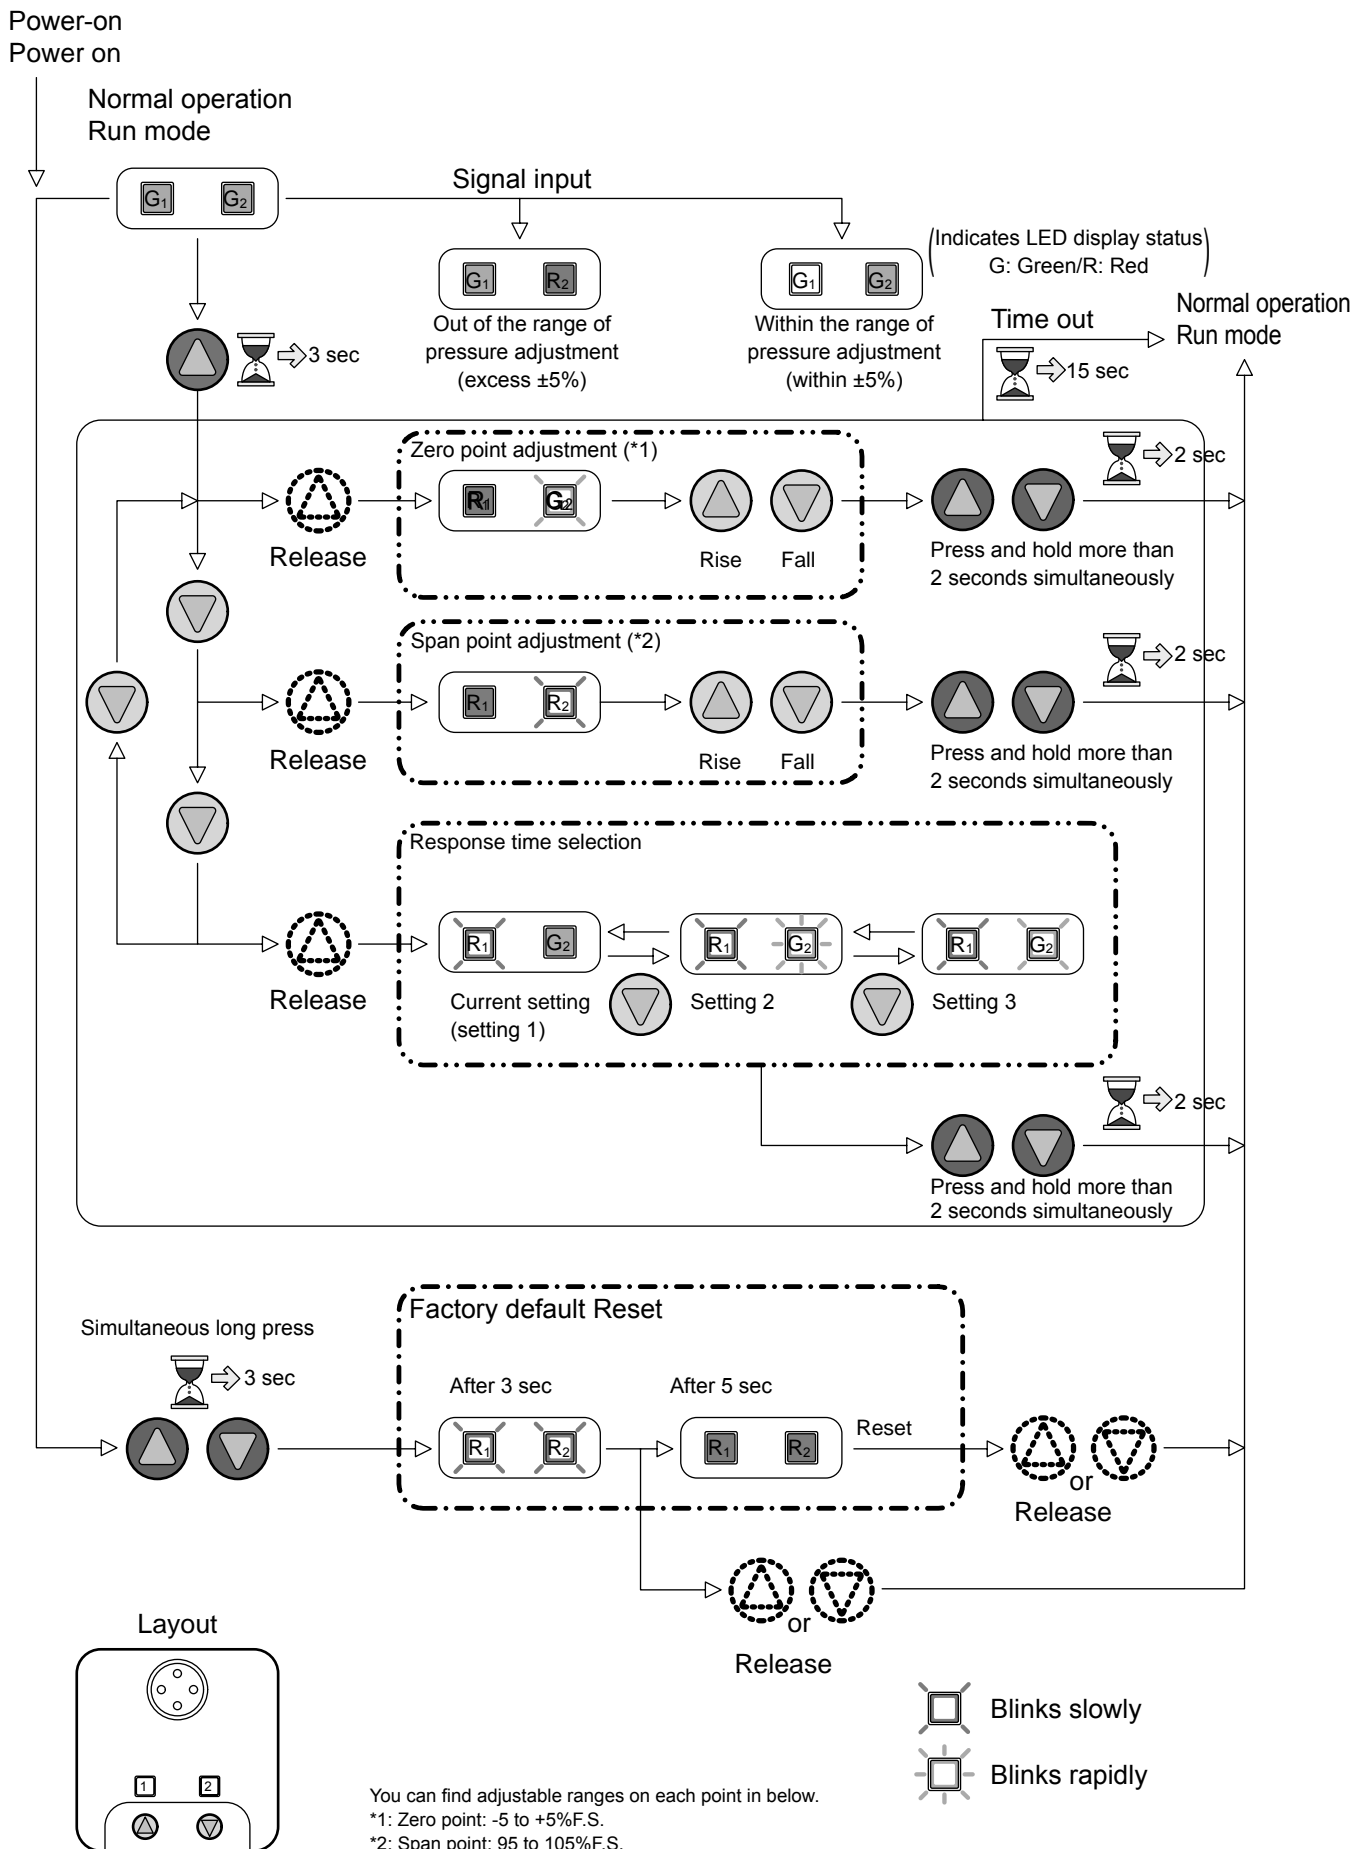 Power-on
Power on
Normal operation
Run mode
G1
G2
Signal input
G1
R2
Out of the range of
pressure adjustment
(excess ±5%)
G1
G2
Within the range of
pressure adjustment
(within ±5%)
(Indicates LED display status)
G: Green/R: Red
3 sec
Time out
15 sec
Normal operation
Run mode
Release
Zero point adjustment (*1)
R1
G2
Rise
Fall
2 sec
Press and hold more than
2 seconds simultaneously
Release
Span point adjustment (*2)
R1
R2
Rise
Fall
2 sec
Press and hold more than
2 seconds simultaneously
Release
Response time selection
R1
G2
R1
G2
R1
G2
Current setting
(setting 1)
Setting 2
Setting 3
2 sec
Press and hold more than
2 seconds simultaneously
Simultaneous long press
3 sec
Factory default Reset
After 3 sec
R1
R2
After 5 sec
R1
R2
Reset
or
Release
or
Release
Layout
1
2
Blinks slowly
Blinks rapidly
You can find adjustable ranges on each point in below.
*1: Zero point: -5 to +5%F.S.
*2: Span point: 95 to 105%F.S.